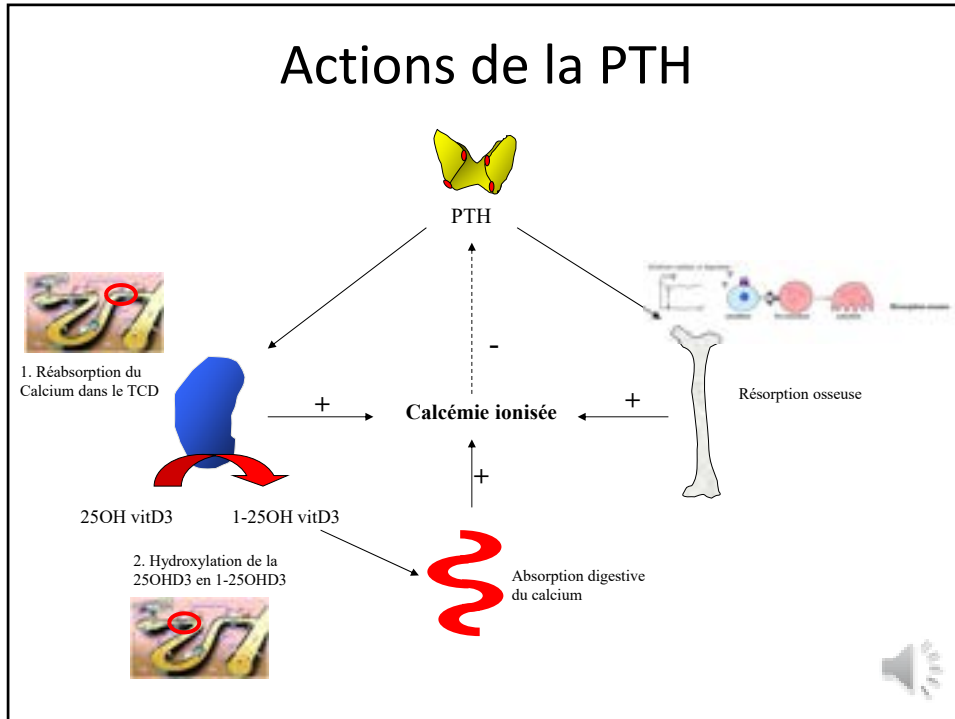 Actions de la PTH
PTH
1. Réabsorption du
Calcium dans le TCD
-
+
Calcémie ionisée
+
Résorption osseuse
+
25OH vitD3
1-25OH vitD3
2. Hydroxylation de la
25OHD3 en 1-25OHD3
Absorption digestive
du calcium